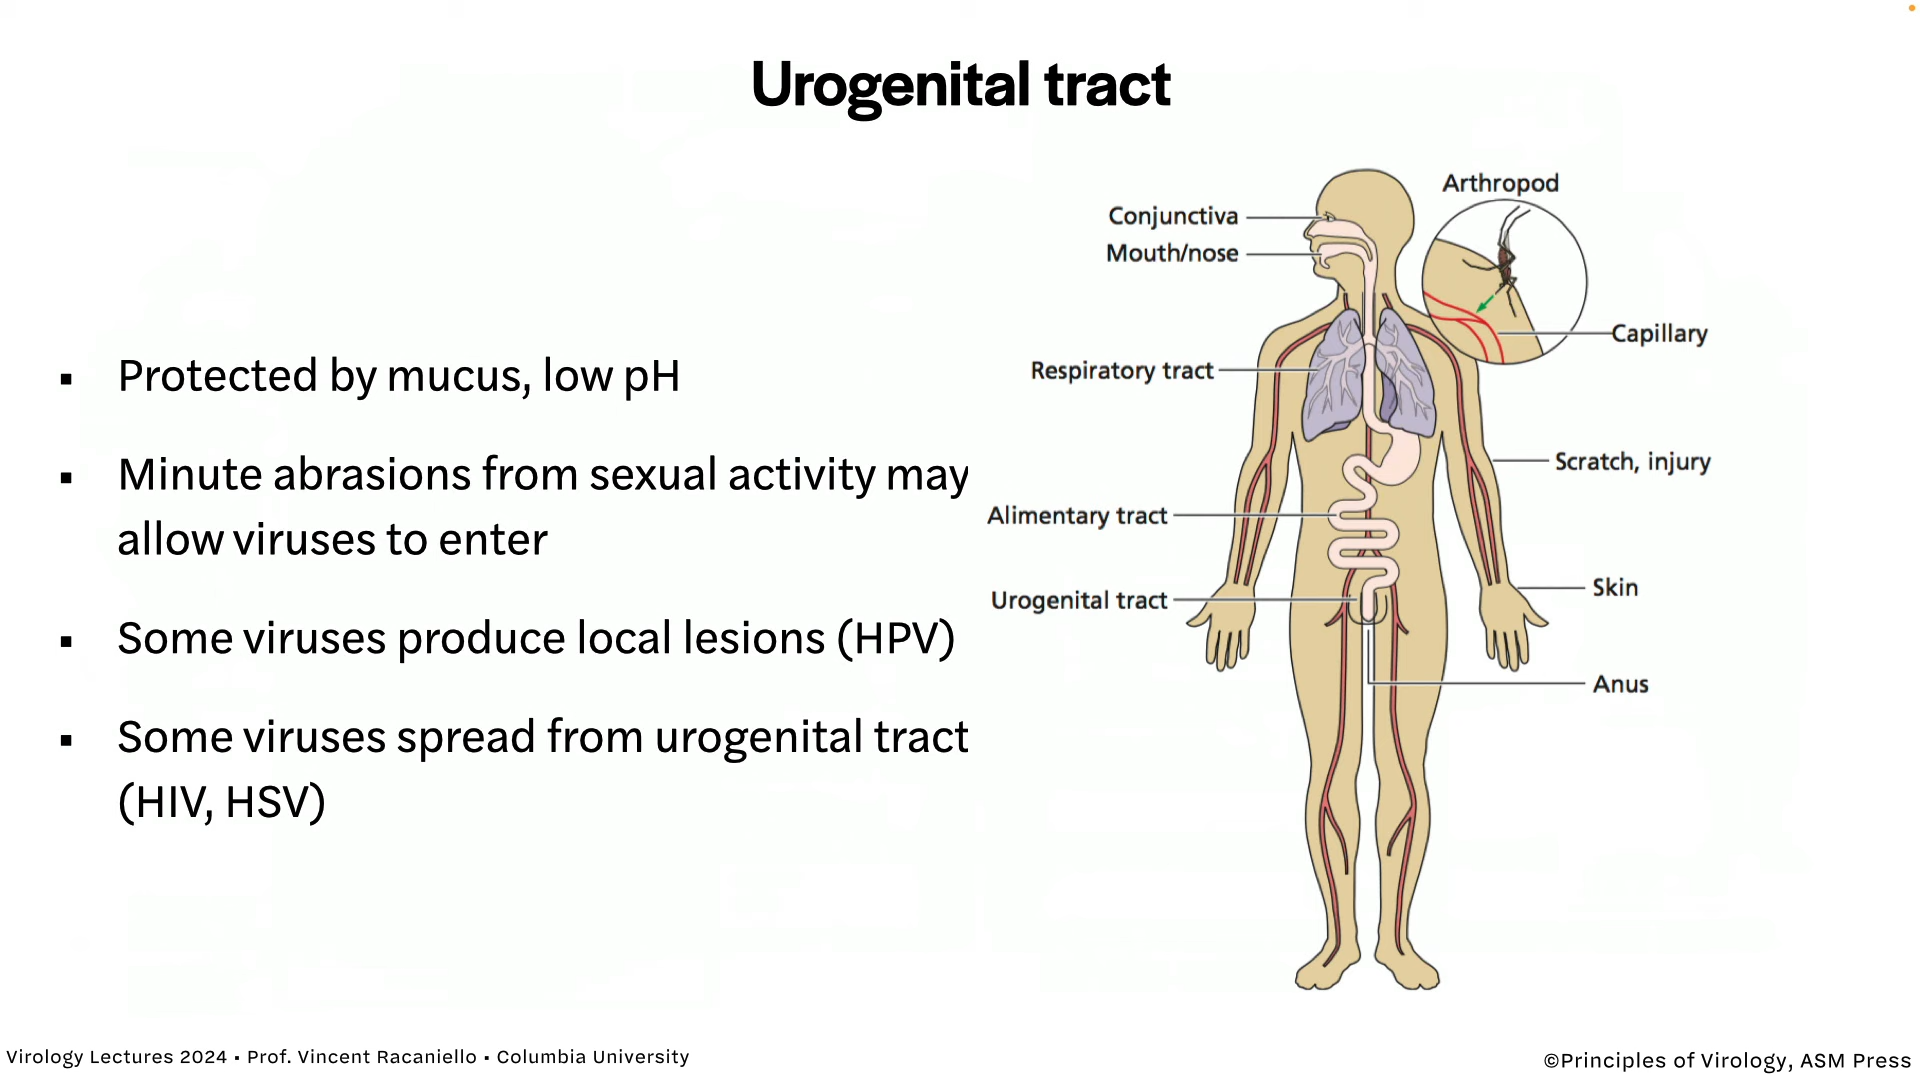 Urogenital tract
▪ Protected by mucus, low pH
▪ Minute abrasions from sexual activity may
allow viruses to enter
▪ Some viruses produce local lesions (HPV)
▪ Some viruses spread from urogenital tract
(HIV, HSV)
Arthropod
Conjunctiva
Mouth/nose
Capillary
Respiratory tract
Scratch, injury
Alimentary tract
Skin
Urogenital tract
Anus
Virology Lectures 2024 ▪ Prof. Vincent Racaniello ▪ Columbia University
©Principles of Virology, ASM Press